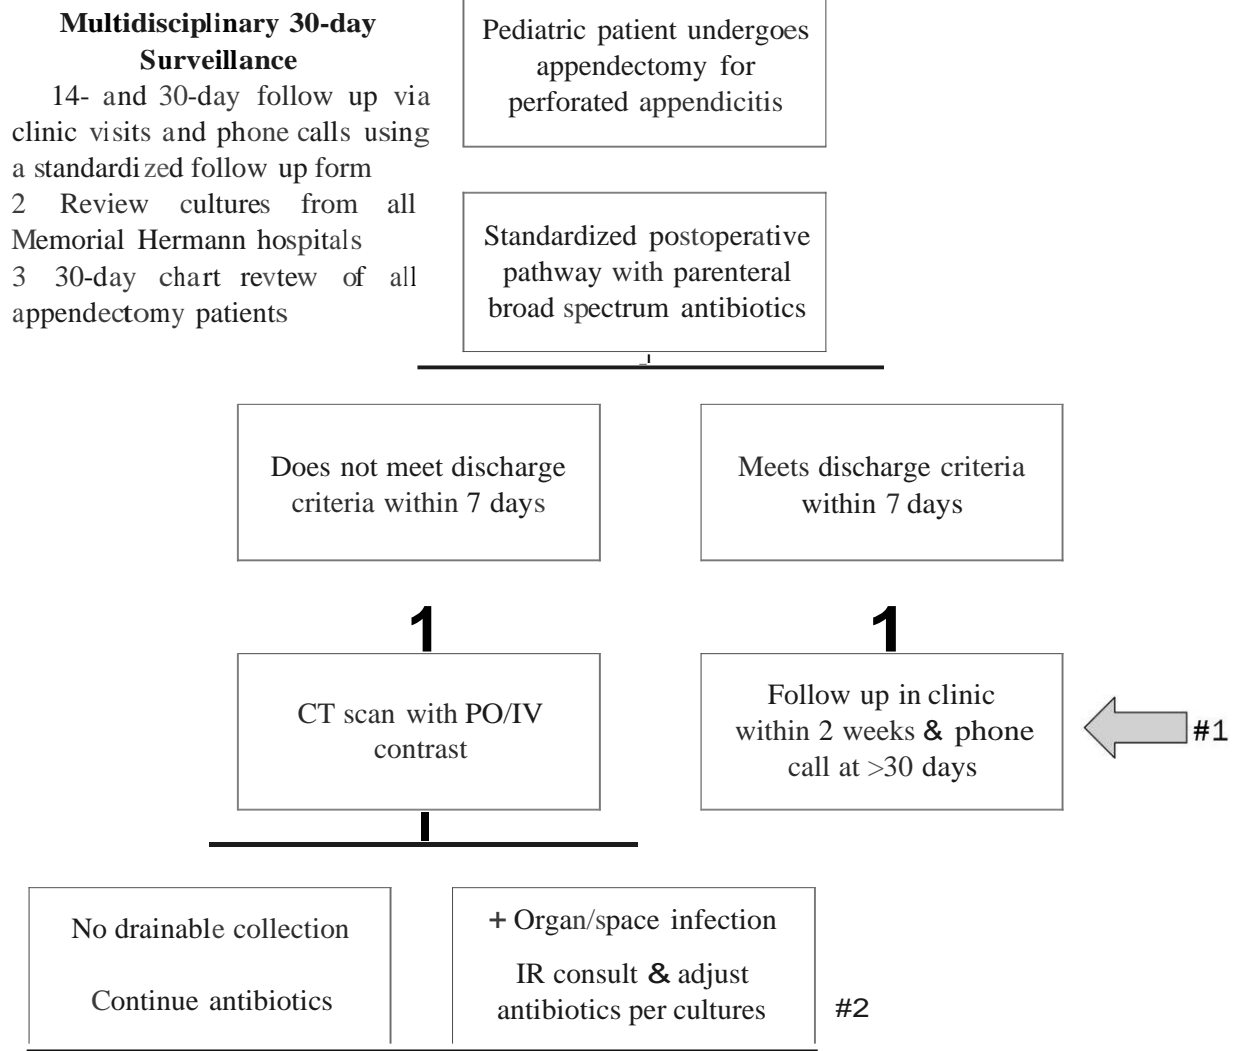 Multidisciplinary 30-day
Surveillance
14- and 30-day follow up via
clinic visits and phone calls using
a standardized follow up form
2 Review cultures from all
Memorial Hermann hospitals
3 30-day chart revtew of all
appendectomy patients
Pediatric patient undergoes
appendectomy for
perforated appendicitis
Standardized postoperative
pathway with parenteral
broad spectrum antibiotics
Does not meet discharge
criteria within 7 days
Meets discharge criteria
within 7 days
1
1
CT scan with PO/IV
contrast
Follow up in clinic
within 2 weeks & phone
call at >30 days
#1
No drainable collection
Continue antibiotics
+ Organ/space infection
IR consult & adjust
antibiotics per cultures
#2